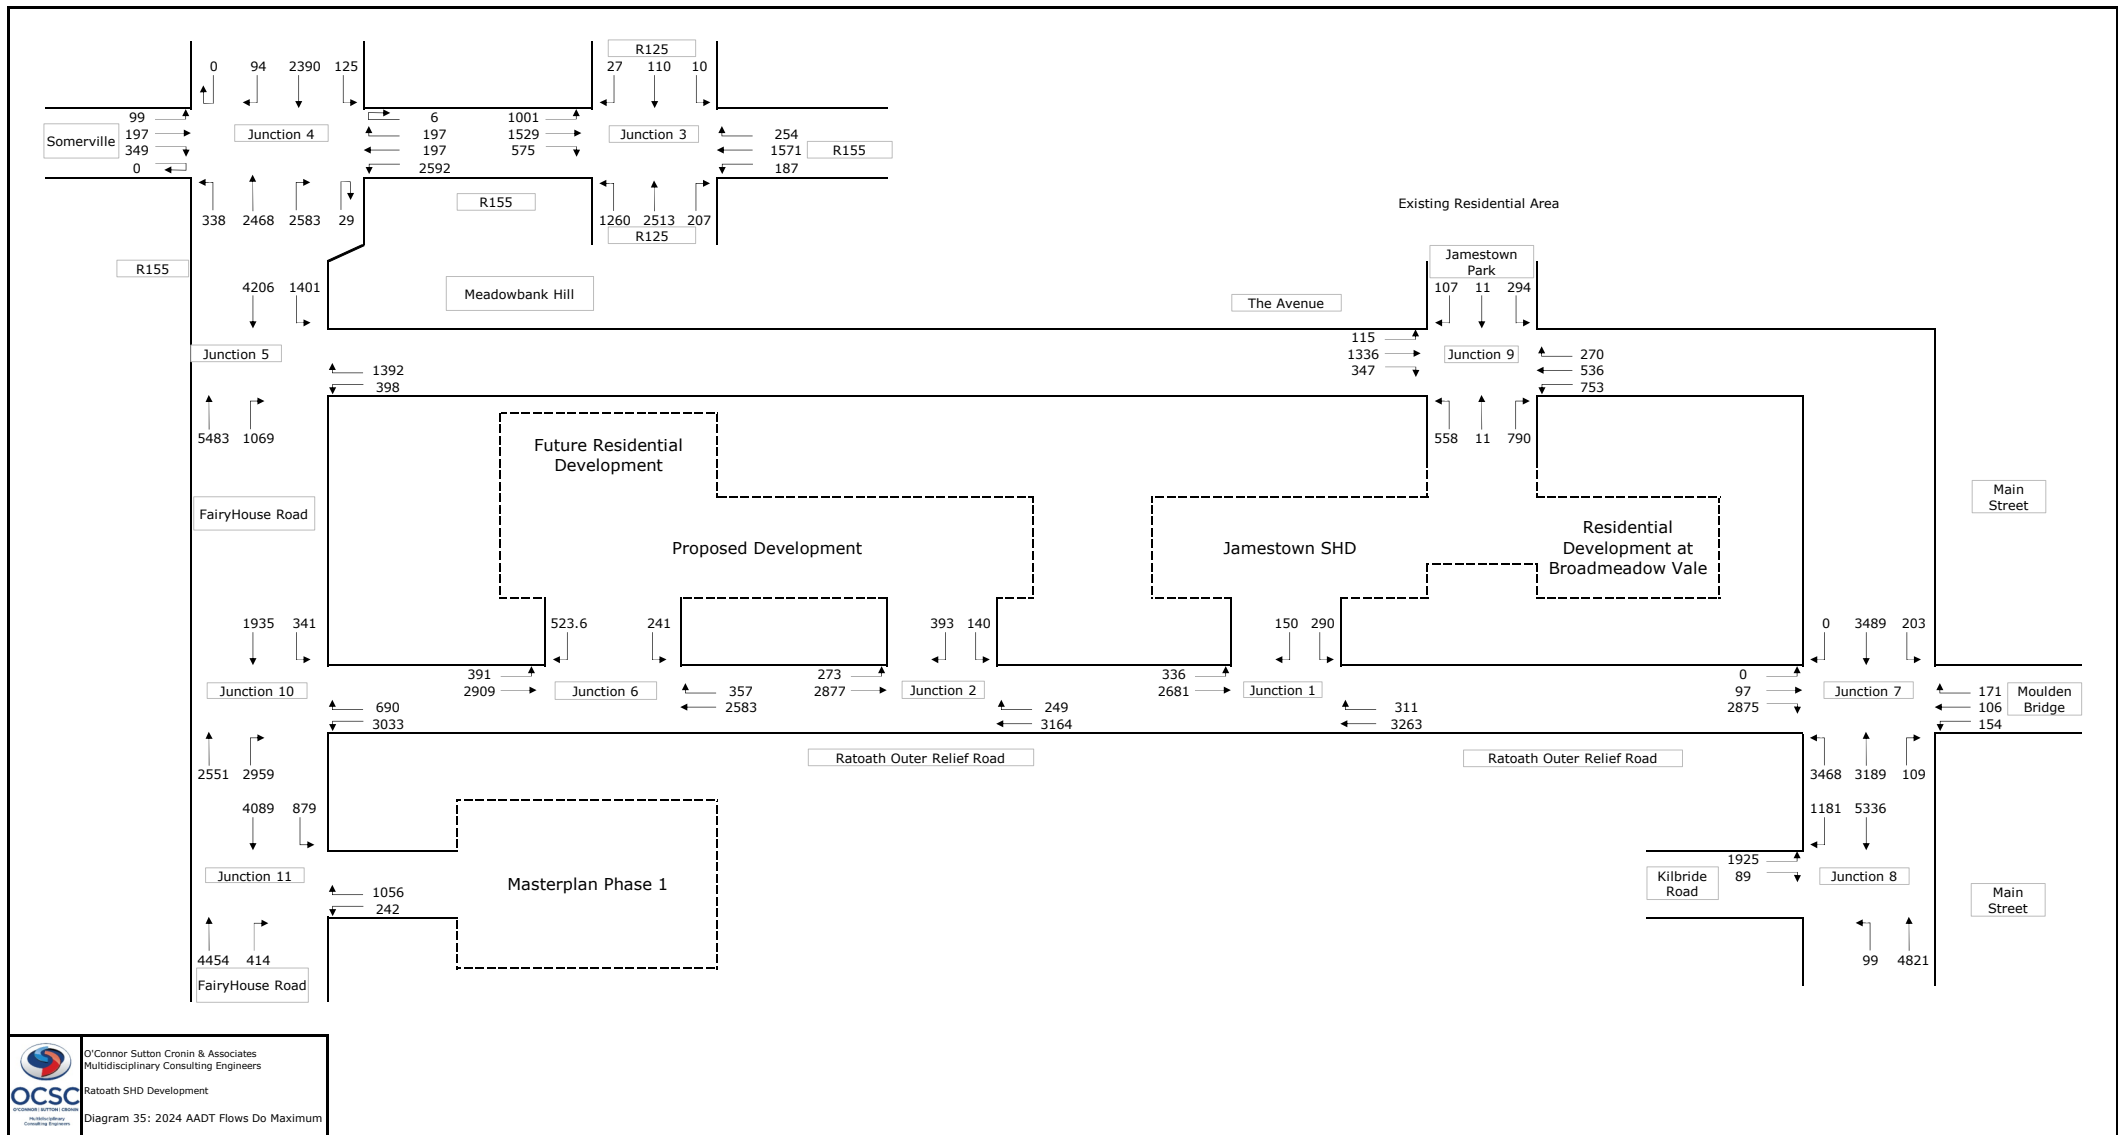 R125
0 94 2390 125
27 110 10
99
197
349
0
Somerville
Junction 4
6
197
197
2592
1001
1529
575
Junction 3
254
1571
187
R155
338 2468 2583 29
R155
1260 2513 207
R125
Existing Residential Area
R155
4206 1401
Meadowbank Hill
The Avenue
Jamestown
Park
107 11 294
Junction 5
1392
398
115
1336
347
Junction 9
270
536
753
5483 1069
558 11 790
Future Residential
Development
FairyHouse Road
Main
Street
Proposed Development
Jamestown SHD
Residential
Development at
Broadmeadow Vale
1935 341
523.6 241
393 140
150 290
0 3489 203
Junction 10
391
2909
Junction 6
357
2583
273
2877
Junction 2
249
3164
336
2681
Junction 1
311
3263
0
97
2875
Junction 7
171
106
154
Moulden
Bridge
690
3033
Ratoath Outer Relief Road
Ratoath Outer Relief Road
2551 2959
3468 3189 109
4089 879
1181 5336
Junction 11
1056
242
Masterplan Phase 1
Kilbride
Road
1925
89
Junction 8
Main
Street
4454 414
99 4821
FairyHouse Road
OCSC
O'CONNOR | SUTTON | CRONIN
Multidisciplinary
Consulting Engineers
O'Connor Sutton Cronin & Associates
Multidisciplinary Consulting Engineers
Ratoath SHD Development
Diagram 35: 2024 AADT Flows Do Maximum